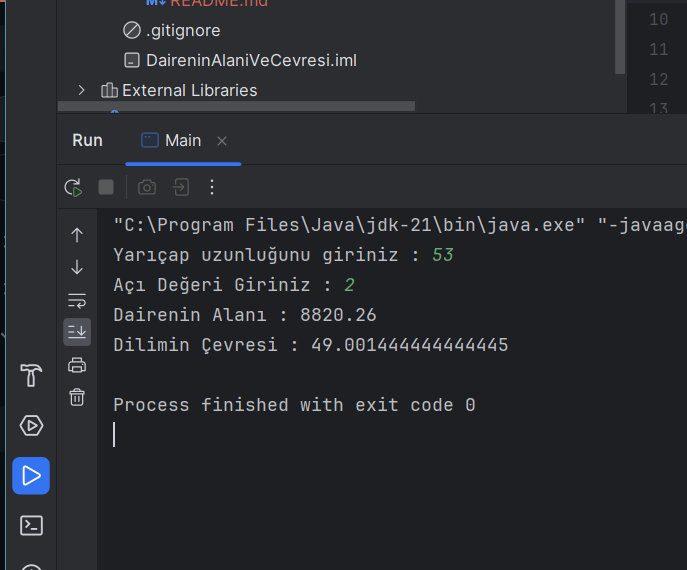 README.md
.gitignore
DaireninAlaniVeCevresi.iml
External Libraries
10
11
12
13
Run
Main
"C:\Program Files\Java\jdk-21\bin\java.exe" "-javaag
Yarıçap uzunluğunu giriniz : 53
Açı Değeri Giriniz : 2
Dairenin Alanı : 8820.26
Dilimin Çevresi : 49.001444444444445
Process finished with exit code 0